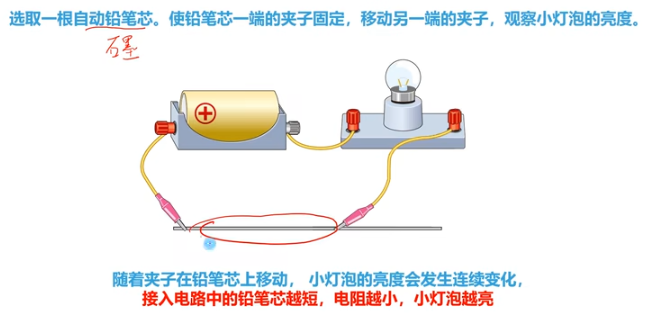 选取一根自动铅笔芯。使铅笔芯一端的夹子固定，移动另一端的夹子，观察小灯泡的亮度。
石墨
+
随着夹子在铅笔芯上移动， 小灯泡的亮度会发生连续变化，
接入电路中的铅笔芯越短，电阻越小，小灯泡越亮